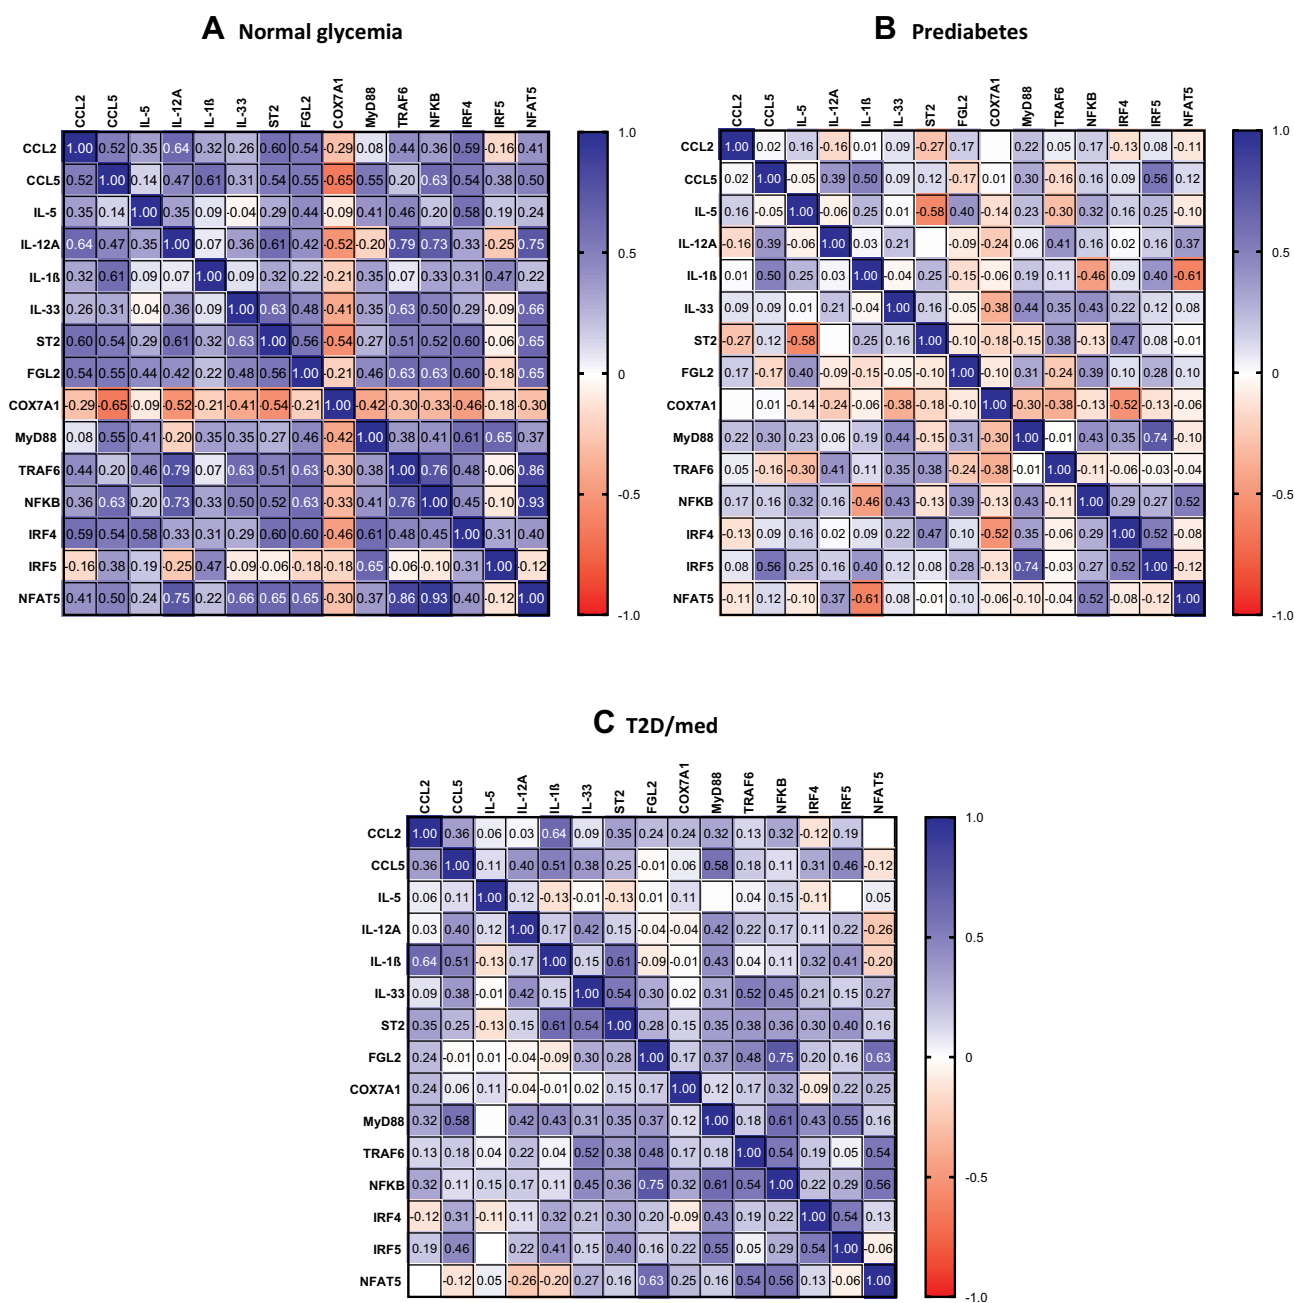 A Normal glycemia
CCL2 CCL5 IL-5 IL-12A IL-1ß IL-33 ST2 FGL2 COX7A1 MyD88 TRAF6 NFKB IRF4 IRF5 NFAT5
CCL2 1.00 0.52 0.35 0.64 0.32 0.26 0.60 0.54 -0.29 0.08 0.44 0.36 0.59 -0.16 0.41
CCL5 0.52 1.00 0.14 0.47 0.61 0.31 0.54 0.55 -0.65 0.55 0.20 0.63 0.54 0.38 0.50
IL-5 0.35 0.14 1.00 0.35 0.09 -0.04 0.29 0.44 -0.09 0.41 0.46 0.20 0.58 0.19 0.24
IL-12A 0.64 0.47 0.35 1.00 0.07 0.36 0.61 0.42 -0.52 -0.20 0.79 0.73 0.33 -0.25 0.75
IL-1ß 0.32 0.61 0.09 0.07 1.00 0.09 0.32 0.22 -0.21 0.35 0.07 0.33 0.31 0.47 0.22
IL-33 0.26 0.31 -0.04 0.36 0.09 1.00 0.63 0.48 -0.41 0.35 0.63 0.50 0.29 -0.09 0.66
ST2 0.60 0.54 0.29 0.61 0.32 0.63 1.00 0.56 -0.54 0.27 0.51 0.52 0.60 -0.06 0.65
FGL2 0.54 0.55 0.44 0.42 0.22 0.48 0.56 1.00 -0.21 0.46 0.63 0.63 0.60 -0.18 0.65
COX7A1 -0.29 -0.65 -0.09 -0.52 -0.21 -0.41 -0.54 -0.21 1.00 -0.42 -0.30 -0.33 -0.46 -0.18 -0.30
MyD88 0.08 0.55 0.41 -0.20 0.35 0.35 0.27 0.46 -0.42 1.00 0.38 0.41 0.61 0.65 0.37
TRAF6 0.44 0.20 0.46 0.79 0.07 0.63 0.51 0.63 -0.30 0.38 1.00 0.76 0.48 -0.06 0.86
NFKB 0.36 0.63 0.20 0.73 0.33 0.50 0.52 0.63 -0.33 0.41 0.76 1.00 0.45 -0.10 0.93
IRF4 0.59 0.54 0.58 0.33 0.31 0.29 0.60 0.60 -0.46 0.61 0.48 0.45 1.00 0.31 0.40
IRF5 -0.16 0.38 0.19 -0.25 0.47 -0.09 -0.06 -0.18 -0.18 0.65 -0.06 -0.10 0.31 1.00 -0.12
NFAT5 0.41 0.50 0.24 0.75 0.22 0.66 0.65 0.65 -0.30 0.37 0.86 0.93 0.40 -0.12 1.00
1.0
0.5
0
-0.5
-1.0
B Prediabetes
CCL2 CCL5 IL-5 IL-12A IL-1ß IL-33 ST2 FGL2 COX7A1 MyD88 TRAF6 NFKB IRF4 IRF5 NFAT5
CCL2 1.00 0.02 0.16 -0.16 0.01 0.09 -0.27 0.17 0.22 0.05 0.17 -0.13 0.08 -0.11
CCL5 0.02 1.00 -0.05 0.39 0.50 0.09 0.12 -0.17 0.01 0.30 -0.16 0.16 0.09 0.56 0.12
IL-5 0.16 -0.05 1.00 -0.06 0.25 0.01 -0.58 0.40 -0.14 0.23 -0.30 0.32 0.16 0.25 -0.10
IL-12A -0.16 0.39 -0.06 1.00 0.03 0.21 -0.09 -0.24 0.06 0.41 0.16 0.02 0.16 0.37
IL-1ß 0.01 0.50 0.25 0.03 1.00 -0.04 0.25 -0.15 -0.06 0.19 0.11 -0.46 0.09 0.40 -0.61
IL-33 0.09 0.09 0.01 0.21 -0.04 1.00 0.16 -0.05 -0.38 0.44 0.35 0.43 0.22 0.12 0.08
ST2 -0.27 0.12 -0.58 0.25 0.16 1.00 -0.10 -0.18 -0.15 0.38 -0.13 0.47 0.08 -0.01
FGL2 0.17 -0.17 0.40 -0.09 -0.15 -0.05 -0.10 1.00 -0.10 0.31 -0.24 0.39 0.10 0.28 0.10
COX7A1 0.01 -0.14 -0.24 -0.06 -0.38 -0.18 -0.10 1.00 -0.30 -0.38 -0.13 -0.52 -0.13 -0.06
MyD88 0.22 0.30 0.23 0.06 0.19 0.44 -0.15 0.31 -0.30 1.00 -0.01 0.43 0.35 0.74 -0.10
TRAF6 0.05 -0.16 -0.30 0.41 0.11 0.35 0.38 -0.24 -0.38 -0.01 1.00 -0.11 -0.06 -0.03 -0.04
NFKB 0.17 0.16 0.32 0.16 -0.46 0.43 -0.13 0.39 -0.13 0.43 -0.11 1.00 0.29 0.27 0.52
IRF4 -0.13 0.09 0.16 0.02 0.09 0.22 0.47 0.10 -0.52 0.35 -0.06 0.29 1.00 0.52 -0.08
IRF5 0.08 0.56 0.25 0.16 0.40 0.12 0.08 0.28 -0.13 0.74 -0.03 0.27 0.52 1.00 -0.12
NFAT5 -0.11 0.12 -0.10 0.37 -0.61 0.08 -0.01 0.10 -0.06 -0.10 -0.04 0.52 -0.08 -0.12 1.00
1.0
0.5
0
-0.5
-1.0
C T2D/med
CCL2 CCL5 IL-5 IL-12A IL-1ß IL-33 ST2 FGL2 COX7A1 MyD88 TRAF6 NFKB IRF4 IRF5 NFAT5
CCL2 1.00 0.36 0.06 0.03 0.64 0.09 0.35 0.24 0.24 0.32 0.13 0.32 -0.12 0.19
CCL5 0.36 1.00 0.11 0.40 0.51 0.38 0.25 -0.01 0.06 0.58 0.18 0.11 0.31 0.46 -0.12
IL-5 0.06 0.11 1.00 0.12 -0.13 -0.01 -0.13 0.01 0.11 0.04 0.15 -0.11 0.05
IL-12A 0.03 0.40 0.12 1.00 0.17 0.42 0.15 -0.04 -0.04 0.42 0.22 0.17 0.11 0.22 -0.26
IL-1ß 0.64 0.51 -0.13 0.17 1.00 0.15 0.61 -0.09 -0.01 0.43 0.04 0.11 0.32 0.41 -0.20
IL-33 0.09 0.38 -0.01 0.42 0.15 1.00 0.54 0.30 0.02 0.31 0.52 0.45 0.21 0.15 0.27
ST2 0.35 0.25 -0.13 0.15 0.61 0.54 1.00 0.28 0.15 0.35 0.38 0.36 0.30 0.40 0.16
FGL2 0.24 -0.01 0.01 -0.04 -0.09 0.30 0.28 1.00 0.17 0.37 0.48 0.75 0.20 0.16 0.63
COX7A1 0.24 0.06 0.11 -0.04 -0.01 0.02 0.15 0.17 1.00 0.12 0.17 0.32 -0.09 0.22 0.25
MyD88 0.32 0.58 0.42 0.43 0.31 0.35 0.37 0.12 1.00 0.18 0.61 0.43 0.55 0.16
TRAF6 0.13 0.18 0.04 0.22 0.04 0.52 0.38 0.48 0.17 0.18 1.00 0.54 0.19 0.05 0.54
NFKB 0.32 0.11 0.15 0.17 0.11 0.45 0.36 0.75 0.32 0.61 0.54 1.00 0.22 0.29 0.56
IRF4 -0.12 0.31 -0.11 0.11 0.32 0.21 0.30 0.20 -0.09 0.43 0.19 0.22 1.00 0.54 0.13
IRF5 0.19 0.46 0.22 0.41 0.15 0.40 0.16 0.22 0.55 0.05 0.29 0.54 1.00 -0.06
NFAT5 -0.12 0.05 -0.26 -0.20 0.27 0.16 0.63 0.25 0.16 0.54 0.56 0.13 -0.06 1.00
1.0
0.5
0
-0.5
-1.0